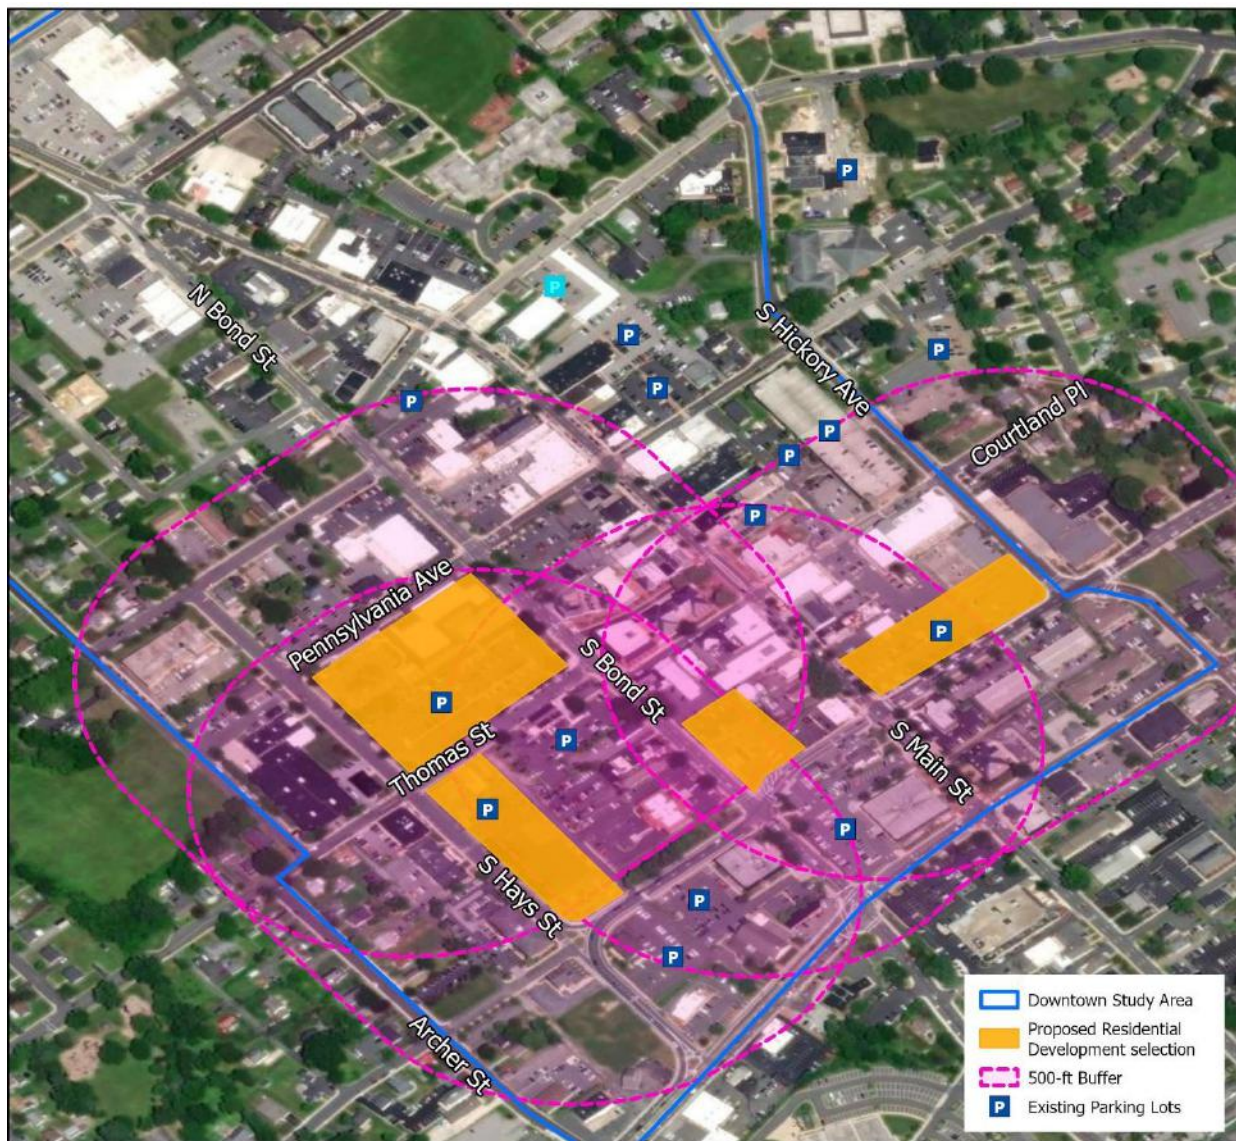 P
P
N Bond St
P
S Hickory Ave
P
P
P
P
P
Courtland Pl
P
P
Pennsylvania Ave
P
S Bond St
P
Thomas St
P
S Main St
P
P
S Hays St
P
P
Archer St
Downtown Study Area
Proposed Residential
Development selection
500-ft Buffer
P Existing Parking Lots